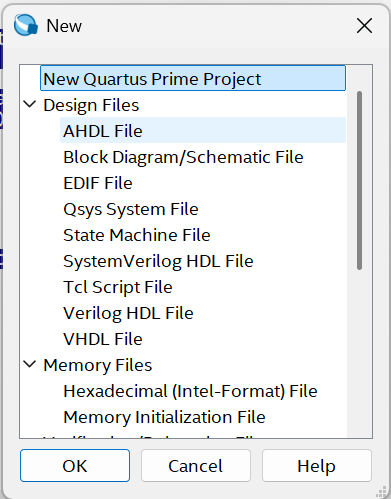 New
New Quartus Prime Project
Design Files
AHDL File
Block Diagram/Schematic File
EDIF File
Qsys System File
State Machine File
SystemVerilog HDL File
Tcl Script File
Verilog HDL File
VHDL File
Memory Files
Hexadecimal (Intel-Format) File
Memory Initialization File
OK Cancel Help